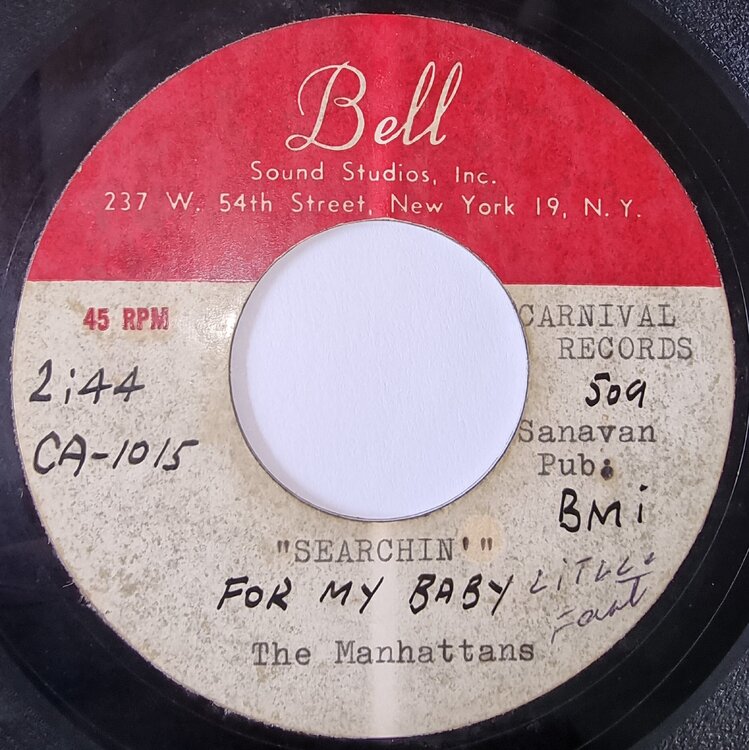 Bell
Sound Studios, Inc.
237 W. 54th Street, New York 19, N. Y.
45 RPM
2:44
CA-1015
CARNIVAL
RECORDS
509
Sanavan
Pub.
BMi
"SEARCHIN'"
FOR MY BABY
LiTTLE
The Manhattans